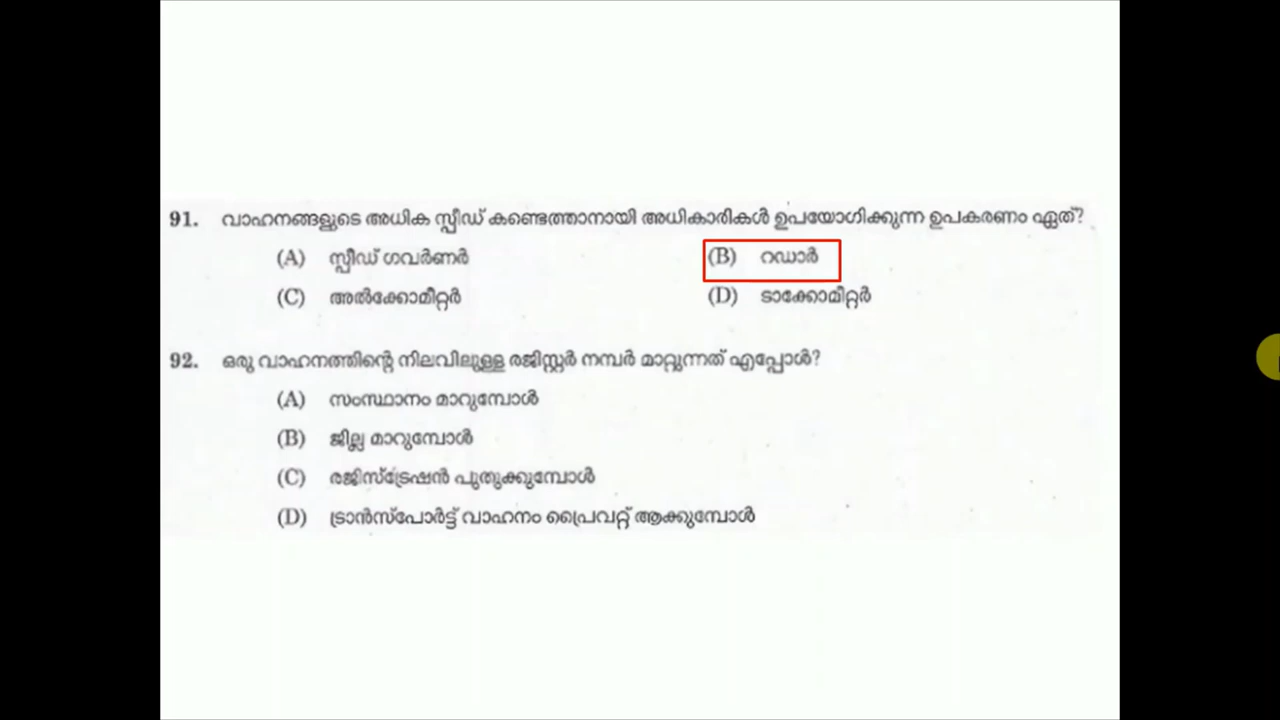 91. വാഹനങ്ങളുടെ അധിക സ്പീഡ് കണ്ടെത്താനായി അധികാരികൾ ഉപയോഗിക്കുന്ന ഉപകരണം ഏത്?
(A) സ്പീഡ് ഗവർണർ (B) റഡാർ
(C) അൽക്കോമീറ്റർ (D) ടാക്കോമീറ്റർ
92. ഒരു വാഹനത്തിന്റെ നിലവിലുള്ള രജിസ്റ്റർ നമ്പർ മാറ്റുന്നത് എപ്പോൾ?
(A) സംസ്ഥാനം മാറുമ്പോൾ
(B) ജില്ല മാറുമ്പോൾ
(C) രജിസ്ട്രേഷൻ പുതുക്കുമ്പോൾ
(D) ട്രാൻസ്പോർട്ട് വാഹനം പ്രൈവറ്റ് ആക്കുമ്പോൾ